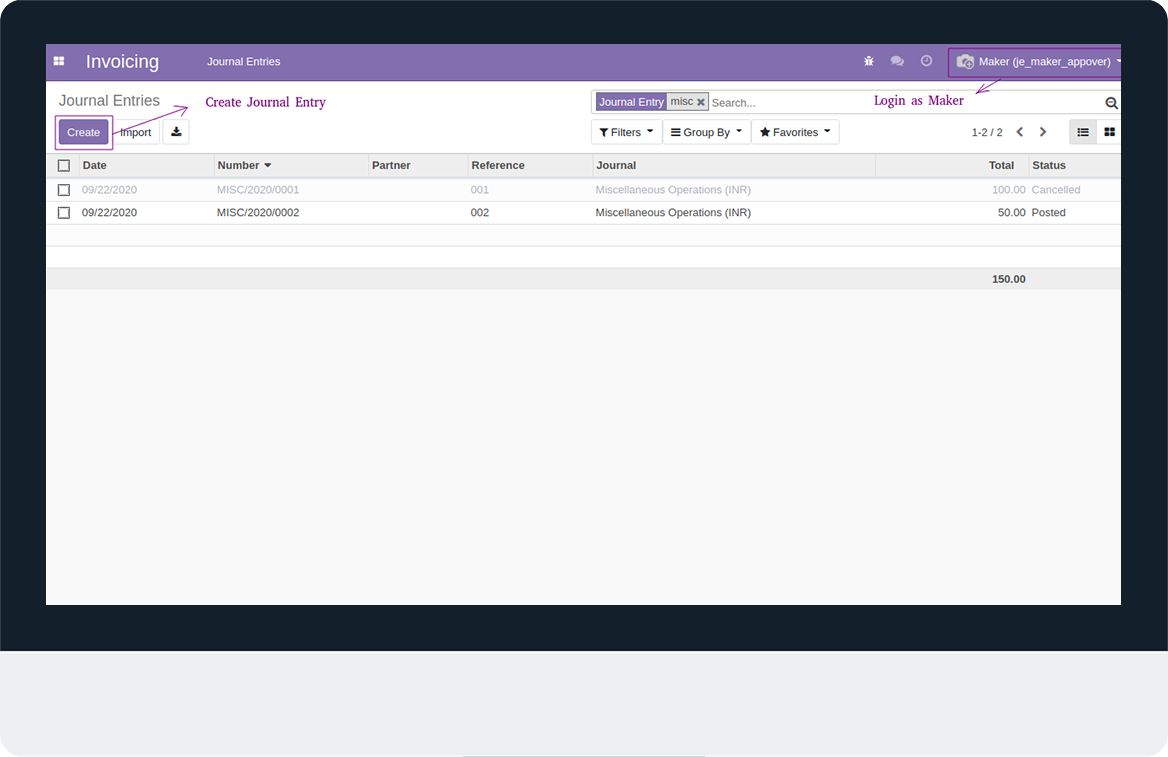 Invoicing Journal Entries Maker (je_maker_appover)
Journal Entries Create Journal Entry Journal Entry misc Search... Login as Maker
Create Import Filters Group By Favorites 1-2 / 2
Date Number Partner Reference Journal Total Status
09/22/2020 MISC/2020/0001 001 Miscellaneous Operations (INR) 100.00 Cancelled
09/22/2020 MISC/2020/0002 002 Miscellaneous Operations (INR) 50.00 Posted
150.00